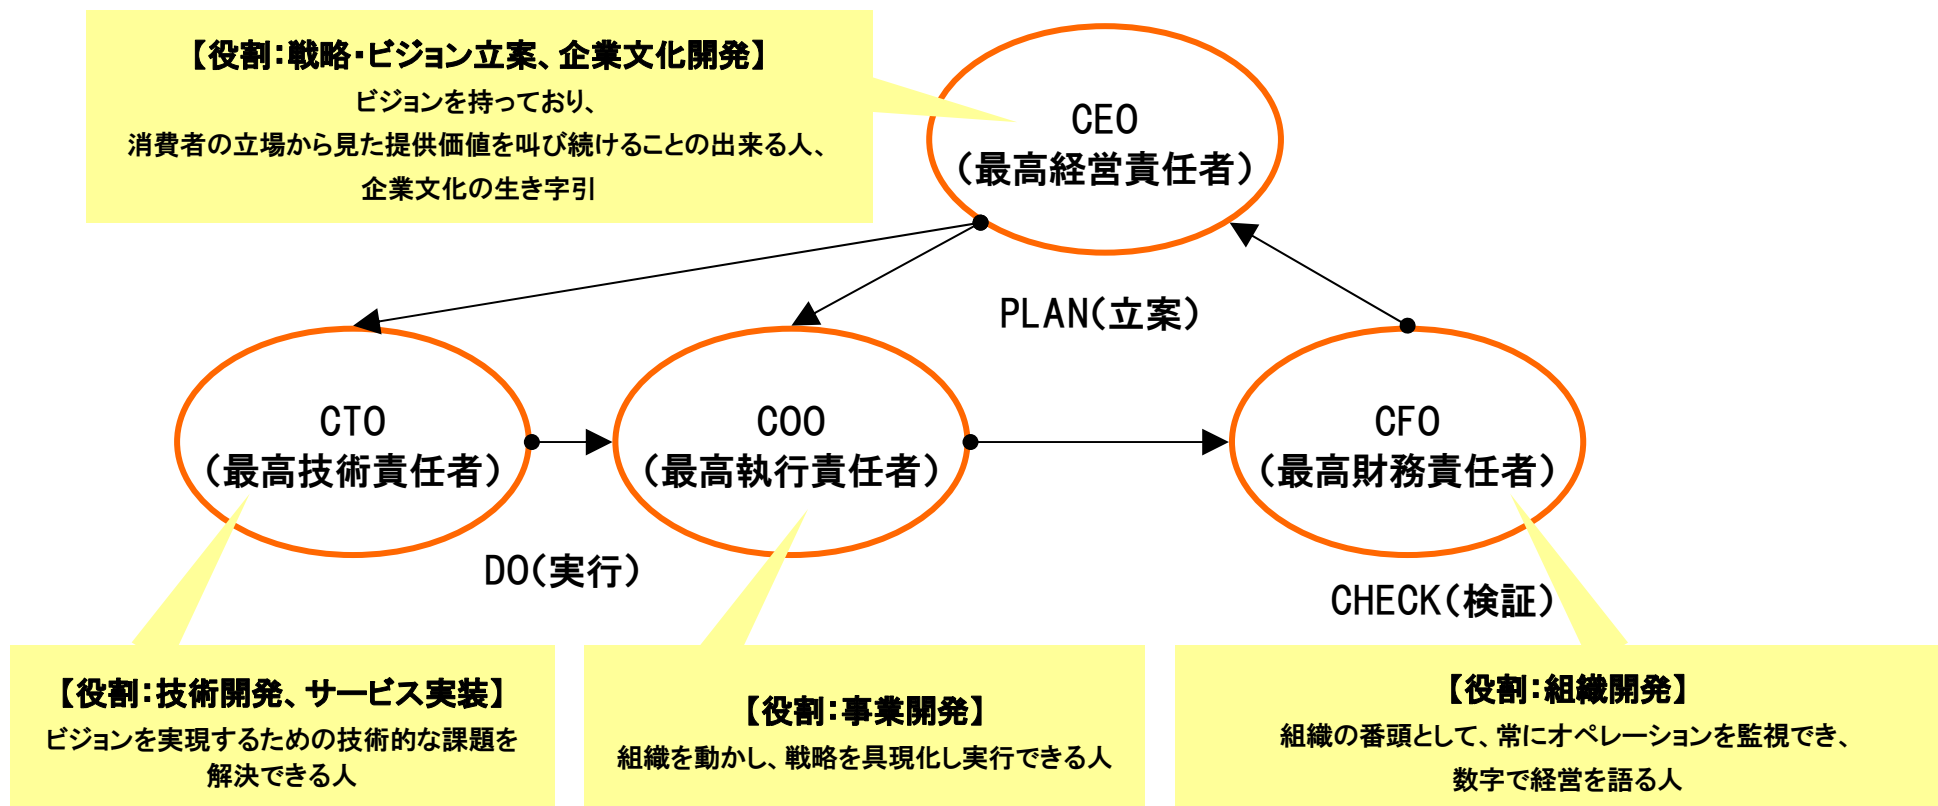 【役割：戦略・ビジョン立案、企業文化開発】
ビジョンを持っており、
消費者の立場から見た提供価値を叫び続けることの出来る人、
企業文化の生き字引
CEO
（最高経営責任者）
PLAN（立案）
CTO
（最高技術責任者）
COO
（最高執行責任者）
CFO
（最高財務責任者）
DO（実行）
CHECK（検証）
【役割：技術開発、サービス実装】
ビジョンを実現するための技術的な課題を
解決できる人
【役割：事業開発】
組織を動かし、戦略を具現化し実行できる人
【役割：組織開発】
組織の番頭として、常にオペレーションを監視でき、
数字で経営を語る人